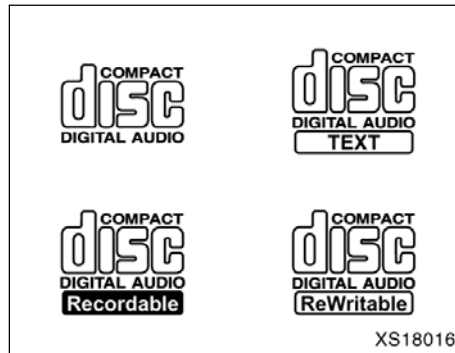 COMPACT
disc
DIGITAL AUDIO
COMPACT
disc
DIGITAL AUDIO
TEXT
COMPACT
disc
DIGITAL AUDIO
Recordable
COMPACT
disc
DIGITAL AUDIO
ReWritable
XS18016